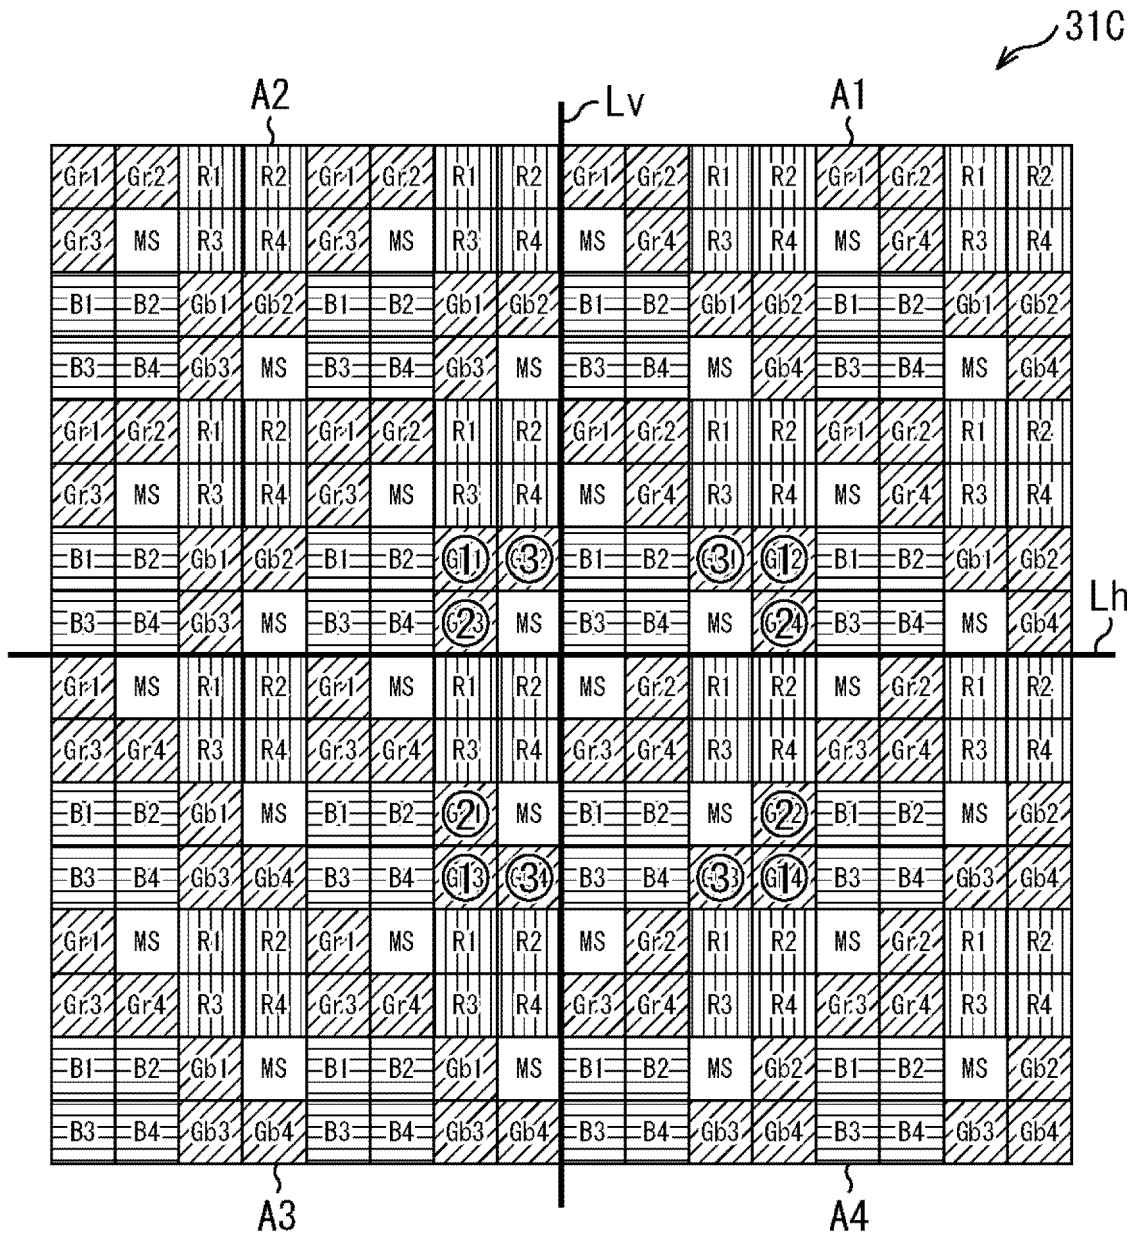 31C
A2 Lv A1
Gr1 Gr2 R1 R2 Gr1 Gr2 R1 R2 Gr1 Gr2 R1 R2 Gr1 Gr2 R1 R2
Gr3 MS R3 R4 Gr3 MS R3 R4 MS Gr4 R3 R4 MS Gr4 R3 R4
B1 B2 Gb1 Gb2 B1 B2 Gb1 Gb2 B1 B2 Gb1 Gb2 B1 B2 Gb1 Gb2
B3 B4 Gb3 MS B3 B4 Gb3 MS B3 B4 MS Gb4 B3 B4 MS Gb4
Gr1 Gr2 R1 R2 Gr1 Gr2 R1 R2 Gr1 Gr2 R1 R2 Gr1 Gr2 R1 R2
Gr3 MS R3 R4 Gr3 MS R3 R4 MS Gr4 R3 R4 MS Gr4 R3 R4
B1 B2 Gb1 Gb2 B1 B2 ① ③ B1 B2 ③ ① B1 B2 Gb1 Gb2
B3 B4 Gb3 MS B3 B4 ② MS B3 B4 MS ② B3 B4 MS Gb4
Lh
Gr1 MS R1 R2 Gr1 MS R1 R2 MS Gr2 R1 R2 MS Gr2 R1 R2
Gr3 Gr4 R3 R4 Gr3 Gr4 R3 R4 Gr3 Gr4 R3 R4 Gr3 Gr4 R3 R4
B1 B2 Gb1 MS B1 B2 ② MS B1 B2 MS ② B1 B2 MS Gb2
B3 B4 Gb3 Gb4 B3 B4 ① ③ B3 B4 ③ ① B3 B4 Gb3 Gb4
Gr1 MS R1 R2 Gr1 MS R1 R2 MS Gr2 R1 R2 MS Gr2 R1 R2
Gr3 Gr4 R3 R4 Gr3 Gr4 R3 R4 Gr3 Gr4 R3 R4 Gr3 Gr4 R3 R4
B1 B2 Gb1 MS B1 B2 Gb1 MS B1 B2 MS Gb2 B1 B2 MS Gb2
B3 B4 Gb3 Gb4 B3 B4 Gb3 Gb4 B3 B4 Gb3 Gb4 B3 B4 Gb3 Gb4
A3 A4